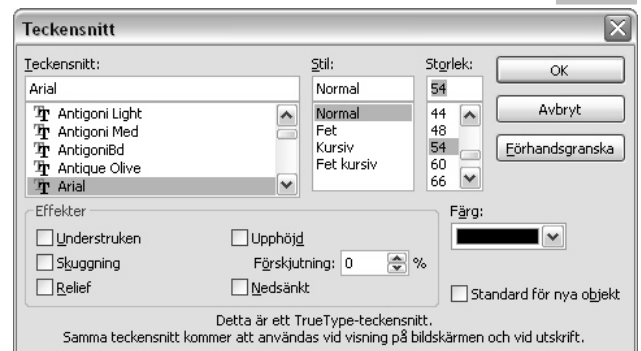 Teckensnitt
Teckensnitt:
Arial
Antigoni Light
Antigoni Med
AntigoniBd
Antique Olive
Arial
Stil:
Normal
Normal
Fet
Kursiv
Fet kursiv
Storlek:
54
44
48
54
60
66
OK
Avbryt
Förhandsgranska
Effekter
Understruken
Skuggning
Relief
Upphöjd
Förskjutning: 0 %
Nedsänkt
Färg:
Standard för nya objekt
Detta är ett TrueType-teckensnitt.
Samma teckensnitt kommer att användas vid visning på bildskärmen och vid utskrift.